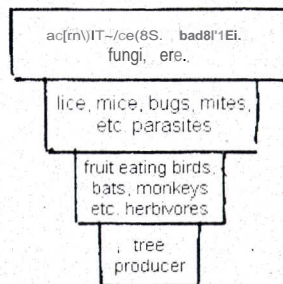 fungi, ere.
lice, mice, bugs, mites,
etc. parasites
fruit eating birds,
bats, monkeys
etc. herbivores
tree
producer